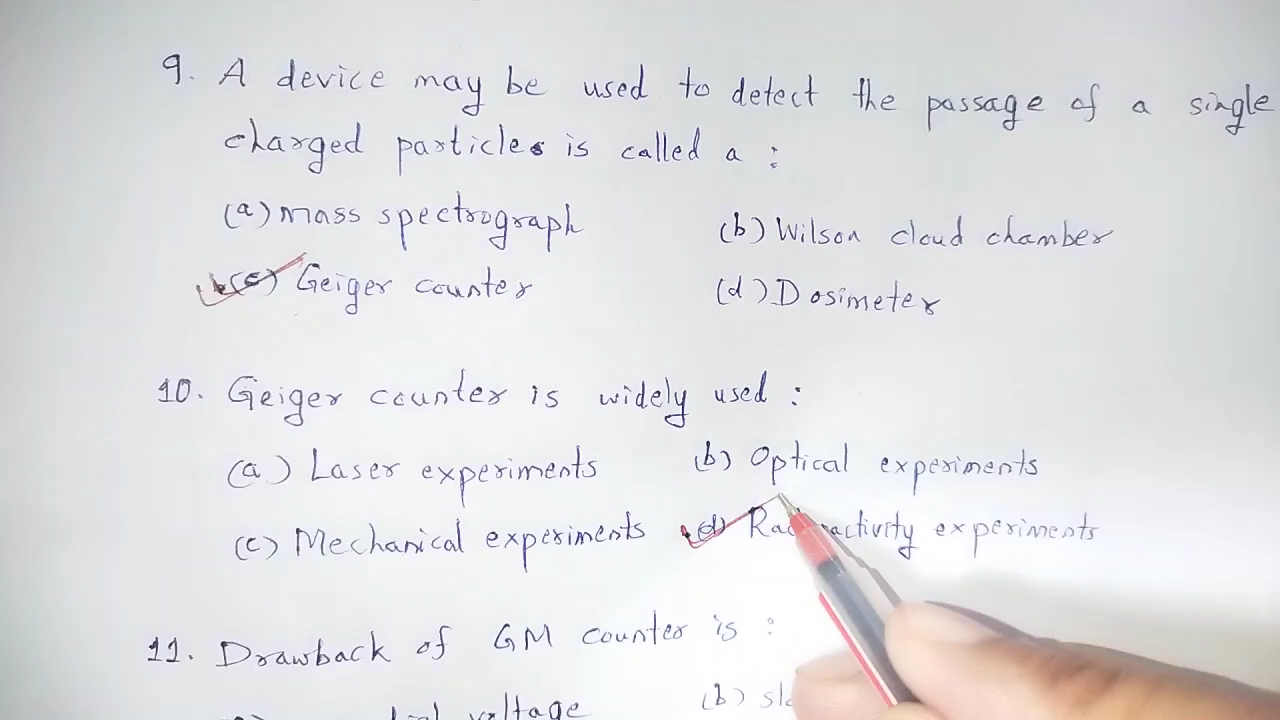 9. A device may be used to detect the passage of a single
charged particle is called a :
(a) mass spectrograph (b) Wilson cloud chamber
(c) Geiger counter (d) Dosimeter
10. Geiger counter is widely used :
(a) Laser experiments (b) Optical experiments
(c) Mechanical experiments (d) experiments
11. Drawback of GM counter is :
voltage (b)